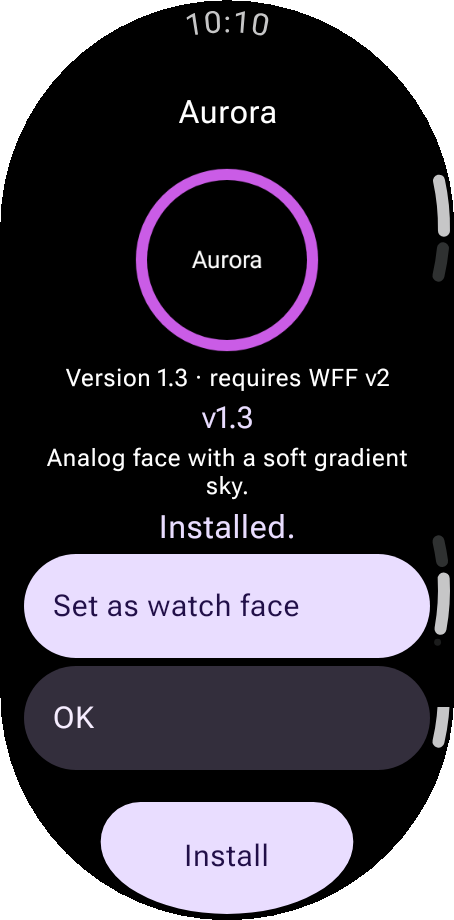 10:10
Aurora
Aurora
Version 1.3 · requires WFF v2
v1.3
Analog face with a soft gradient
sky.
Installed.
Set as watch face
OK
Install